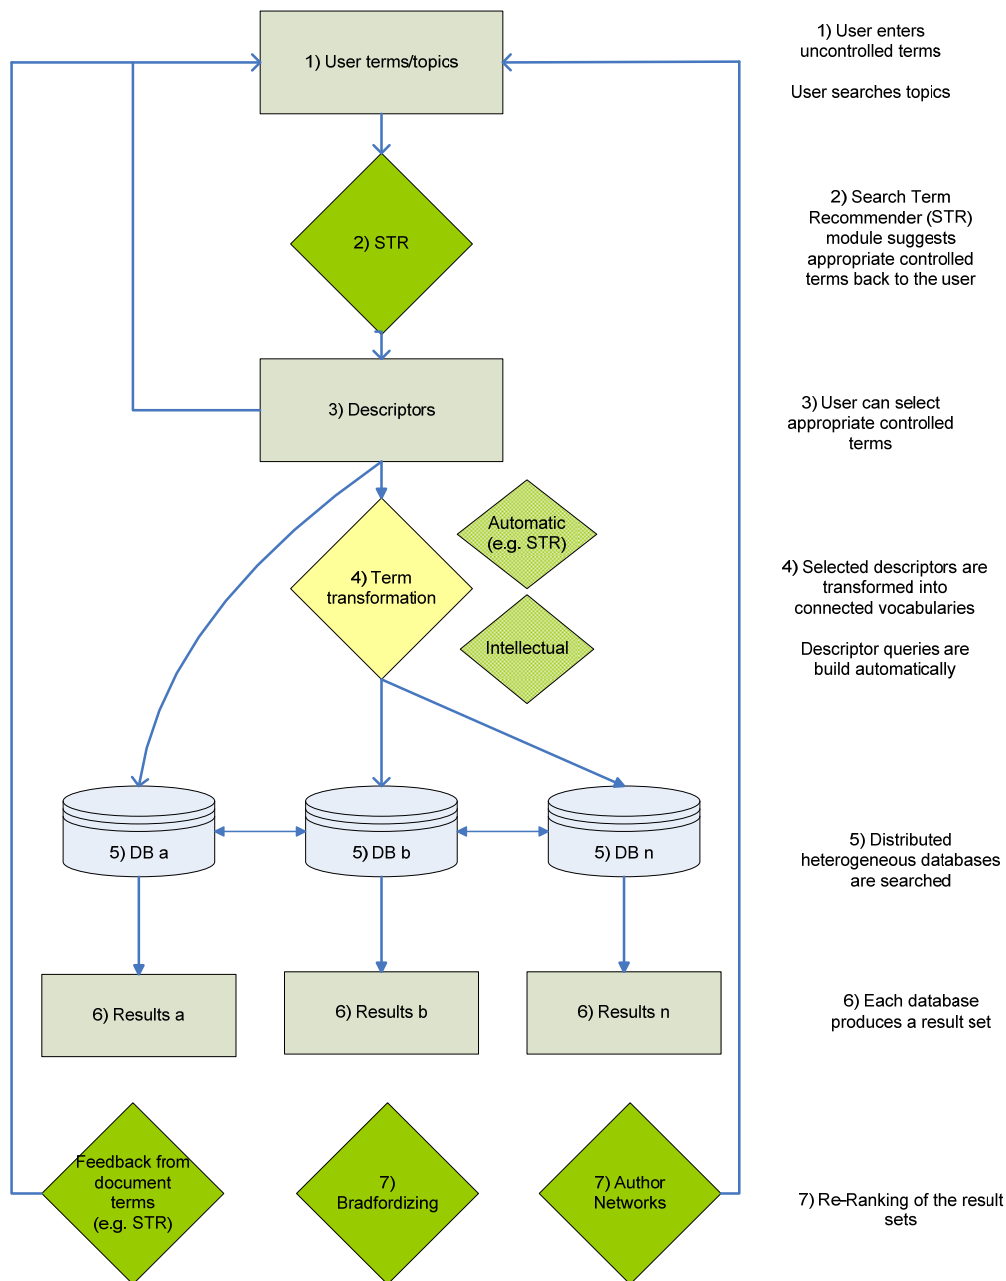 1) User terms/topics
1) User enters
uncontrolled terms
User searches topics
2) STR
2) Search Term
Recommender (STR)
module suggests
appropriate controlled
terms back to the user
3) Descriptors
3) User can select
appropriate controlled
terms
Automatic
(e.g. STR)
4) Term
transformation
Intellectual
4) Selected descriptors are
transformed into
connected vocabularies
Descriptor queries are
build automatically
5) DB a
5) DB b
5) DB n
5) Distributed
heterogeneous databases
are searched
6) Results a
6) Results b
6) Results n
6) Each database
produces a result set
Feedback from
document
terms
(e.g. STR)
7)
Bradfordizing
7) Author
Networks
7) Re-Ranking of the result
sets